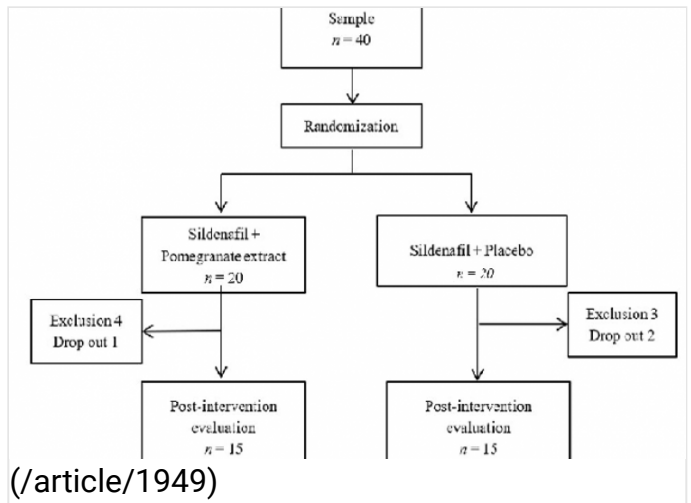 Sample
n = 40
Randomization
Sildenafil +
Pomegranate extract
n = 20
Sildenafil + Placebo
n = 20
Exclusion 4
Drop out 1
Exclusion 3
Drop out 2
Post-intervention
evaluation
n = 15
Post-intervention
evaluation
n = 15
(/article/1949)